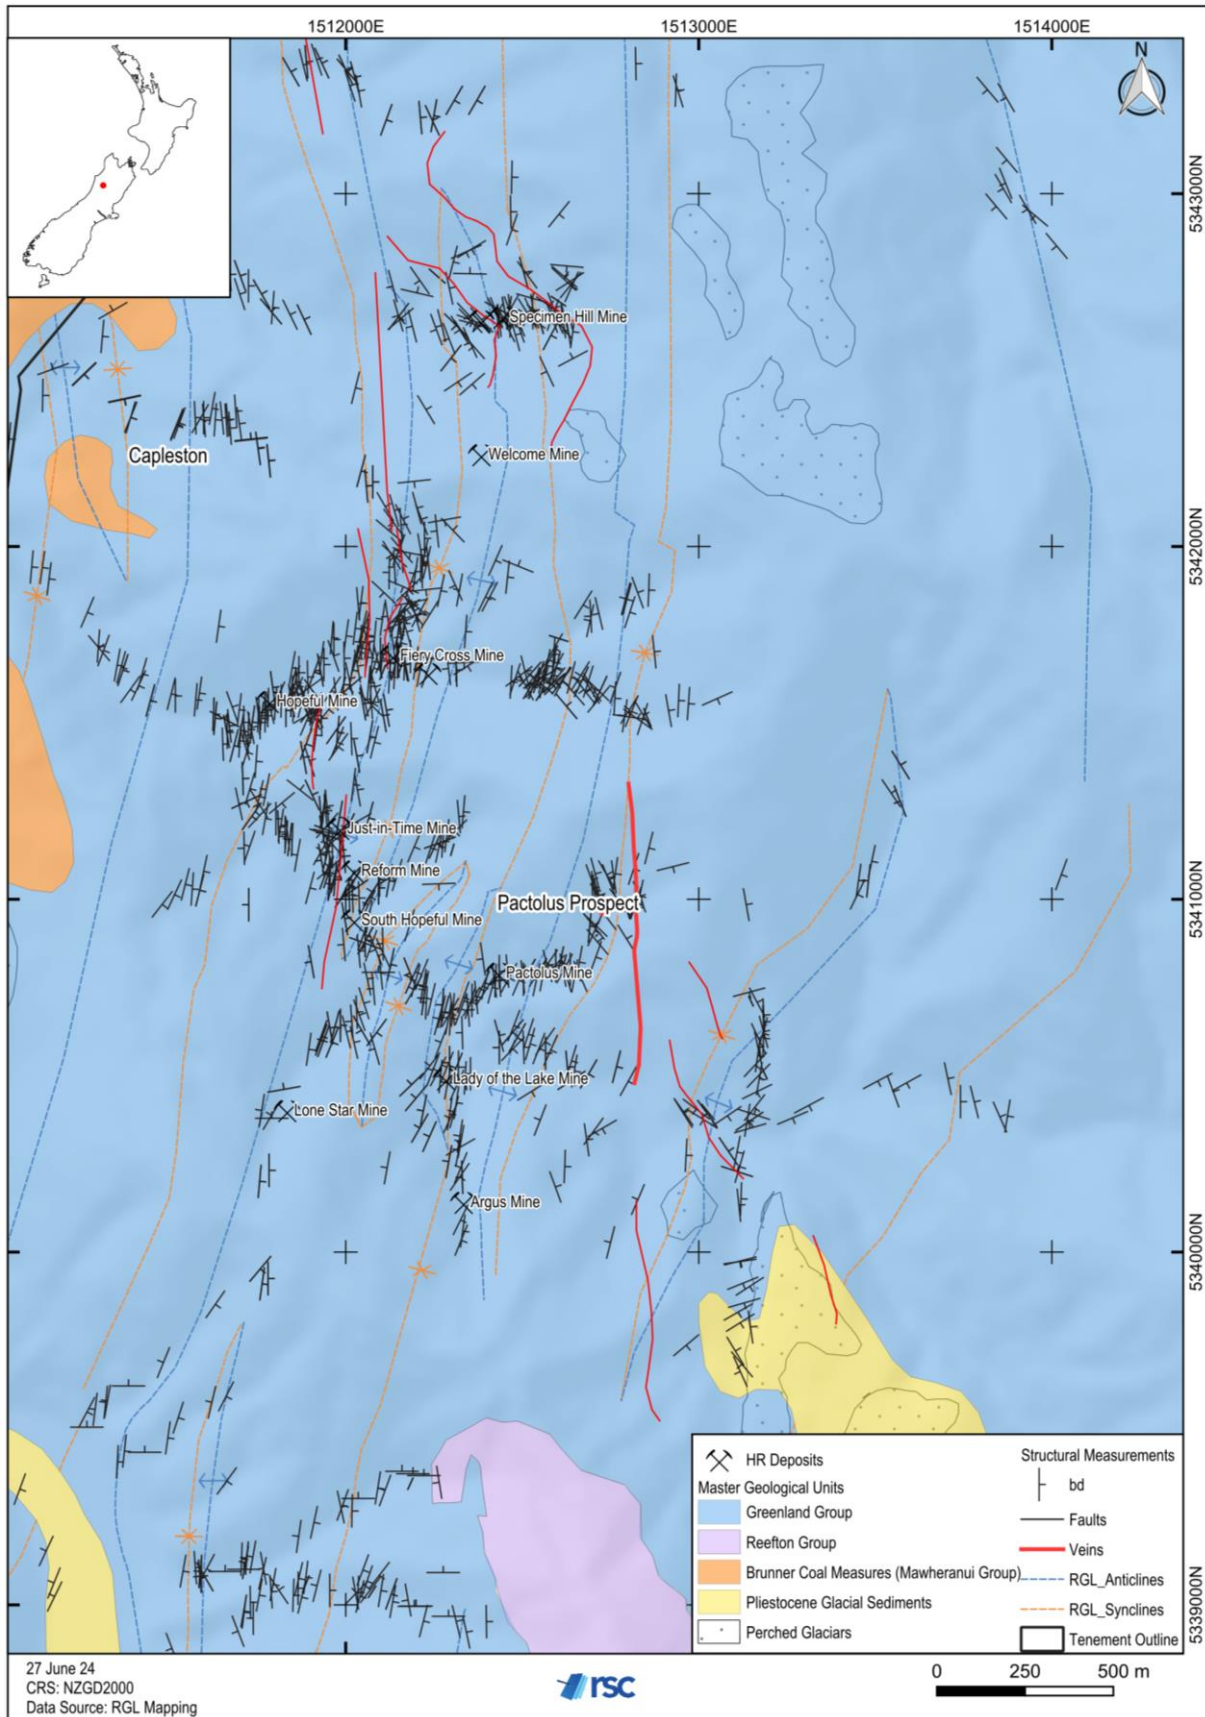 1512000E
1513000E
1514000E
N
5343000N
Specimen Hill Mine
Capleston
Welcome Mine
5342000N
Fiery Cross Mine
Hopeful Mine
Just-in-Time Mine
Reform Mine
5341000N
Pactolus Prospect
South Hopeful Mine
Pactolus Mine
Lady of the Lake Mine
Lone Star Mine
Argus Mine
5340000N
HR Deposits
Master Geological Units
Greenland Group
Reefton Group
Brunner Coal Measures (Mawheranui Group)
Pliestocene Glacial Sediments
Perched Glaciars
Structural Measurements
bd
Faults
Veins
RGL_Anticlines
RGL_Synclines
Tenement Outline
5339000N
27 June 24
CRS: NZGD2000
Data Source: RGL Mapping
rsc
0 250 500 m